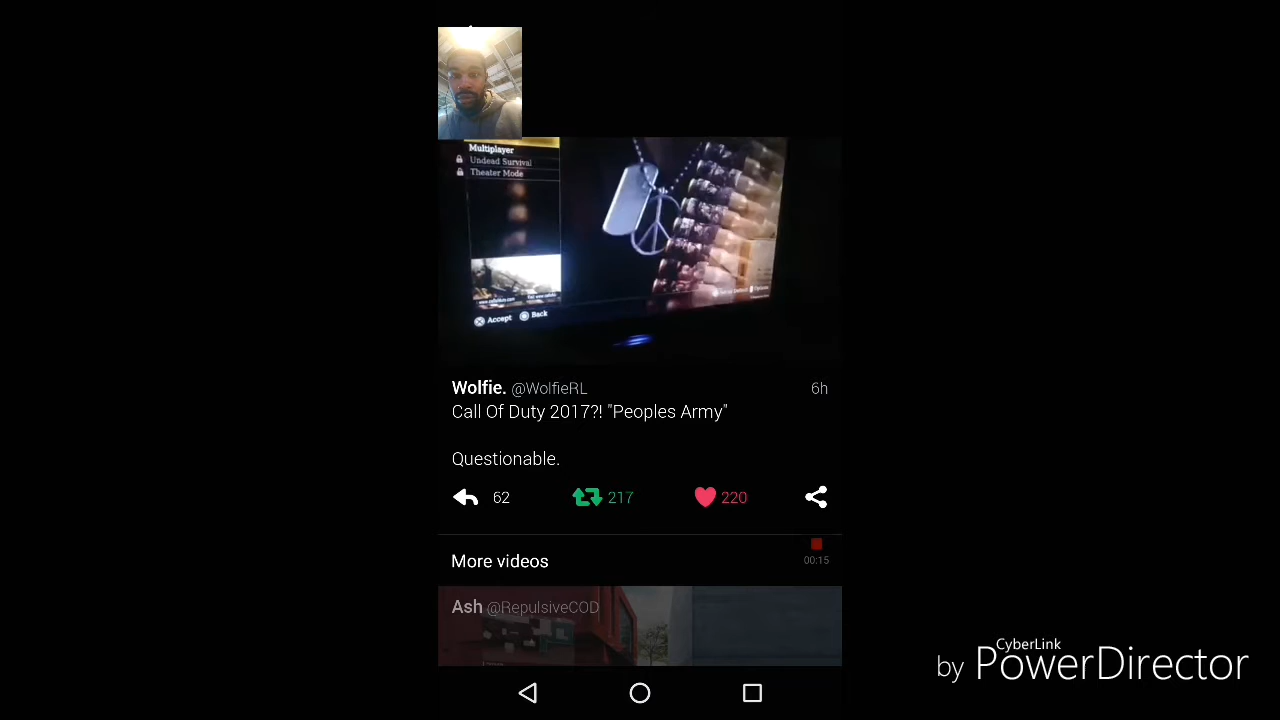 Multiplayer
Undead Survival
Theater Mode
Accept Back
Wolfie. @WolfieRL 6h
Call Of Duty 2017?! "Peoples Army"
Questionable.
62 217 220
00:15
More videos
Ash @RepulsiveCOD
CyberLink
by PowerDirector